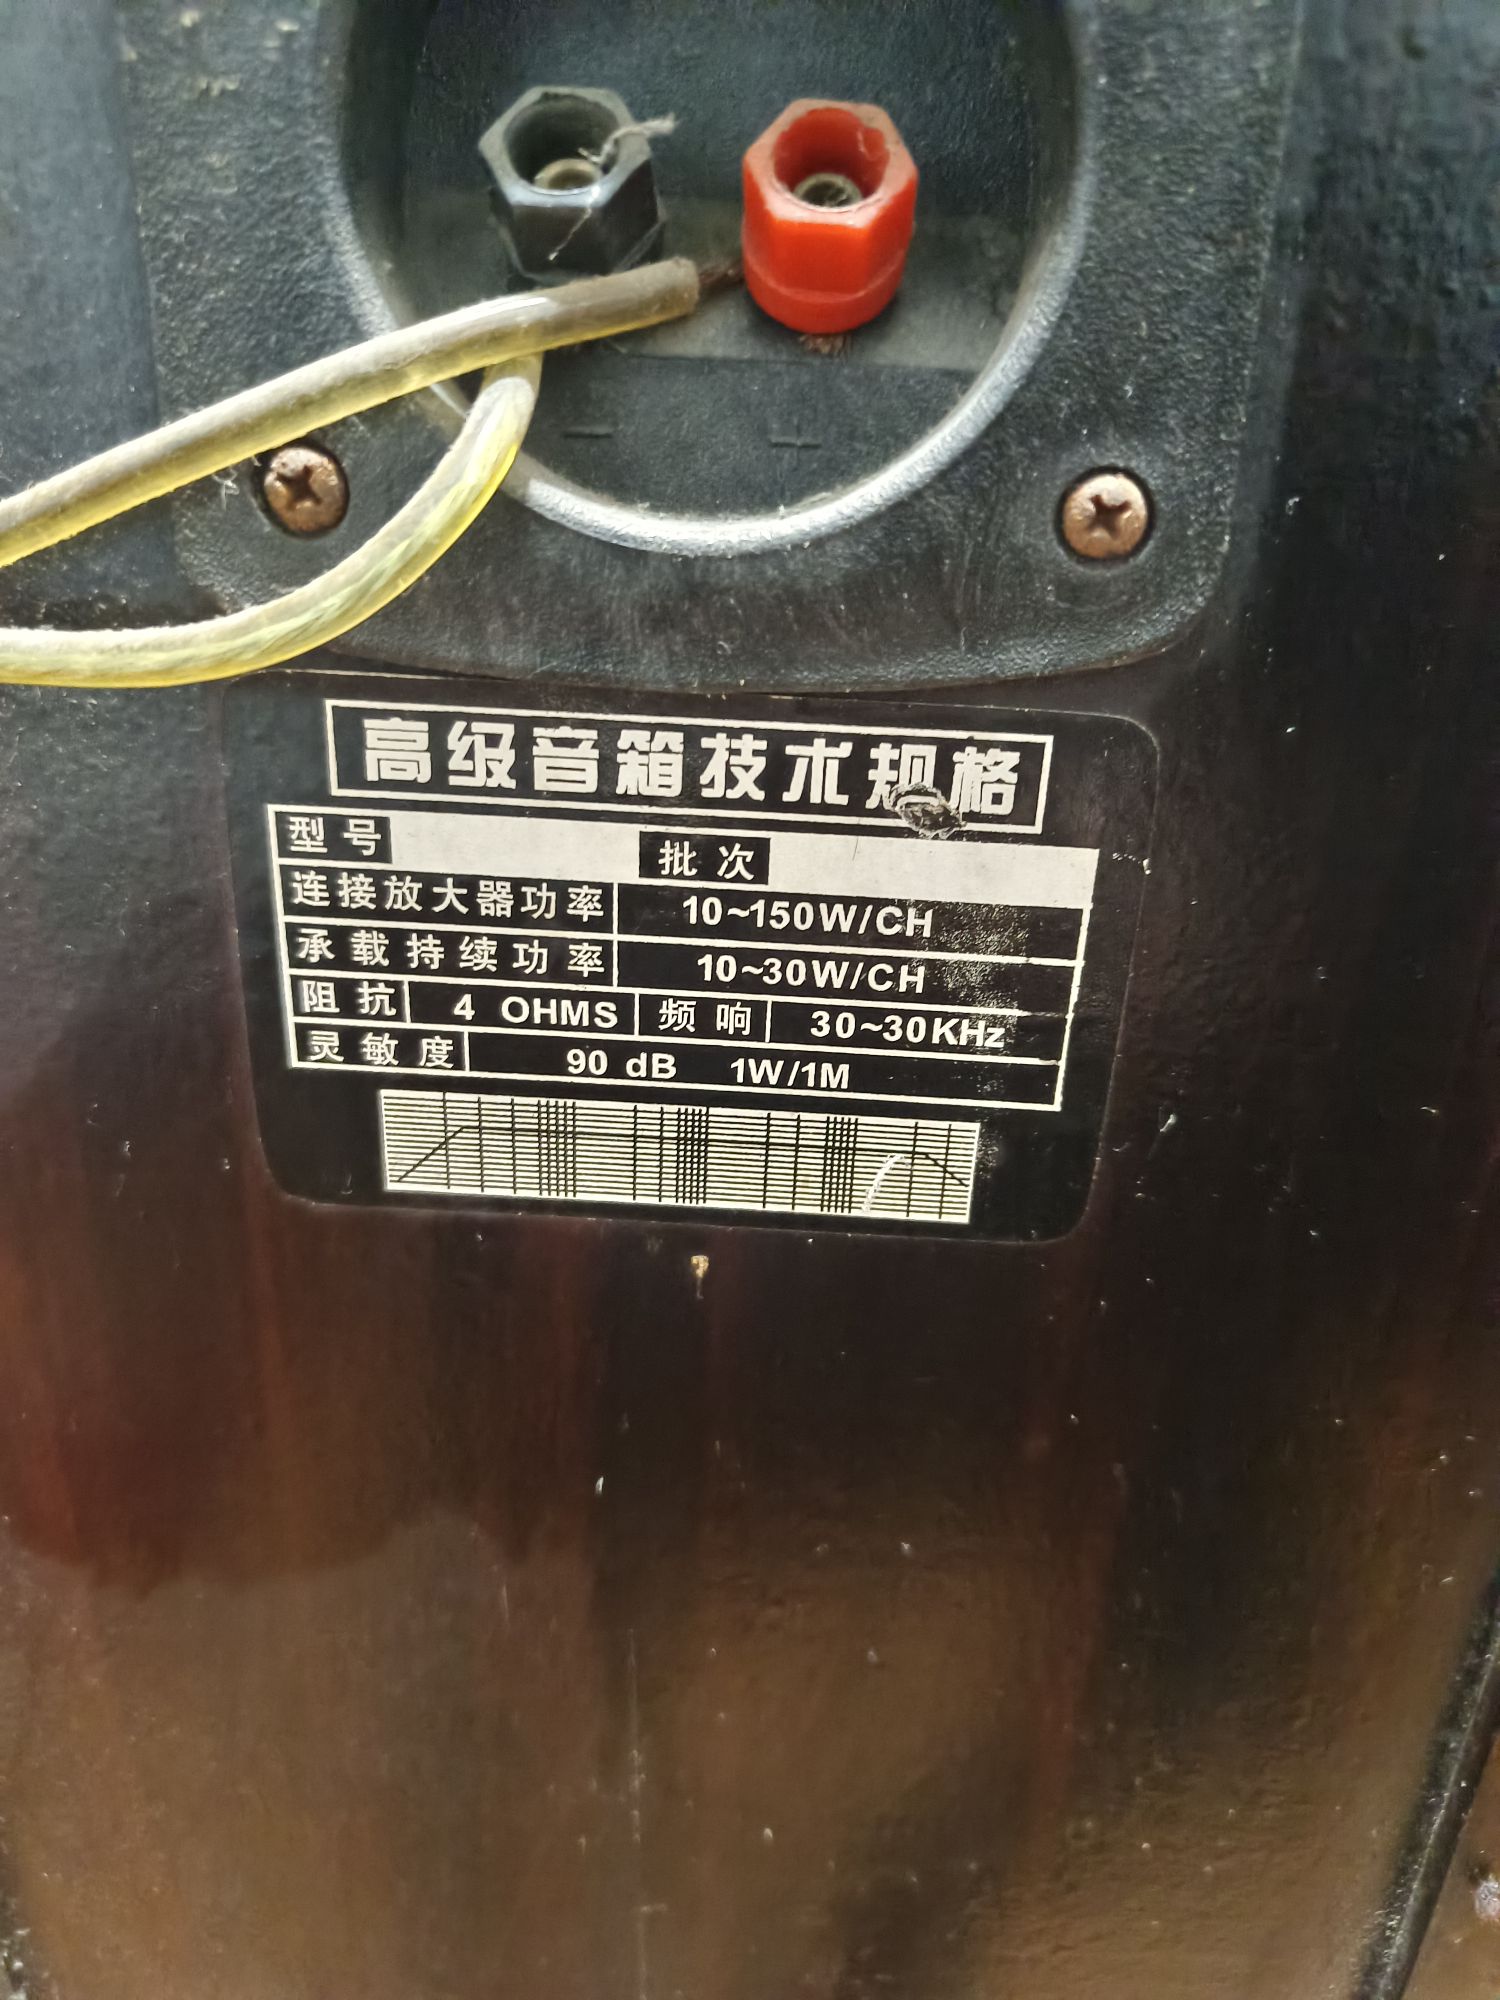 − +
高级音箱技术规格
型号 批次
连接放大器功率 10~150W/CH
承载持续功率 10~30W/CH
阻抗 4 OHMS 频响 30~30KHz
灵敏度 90 dB 1W/1M